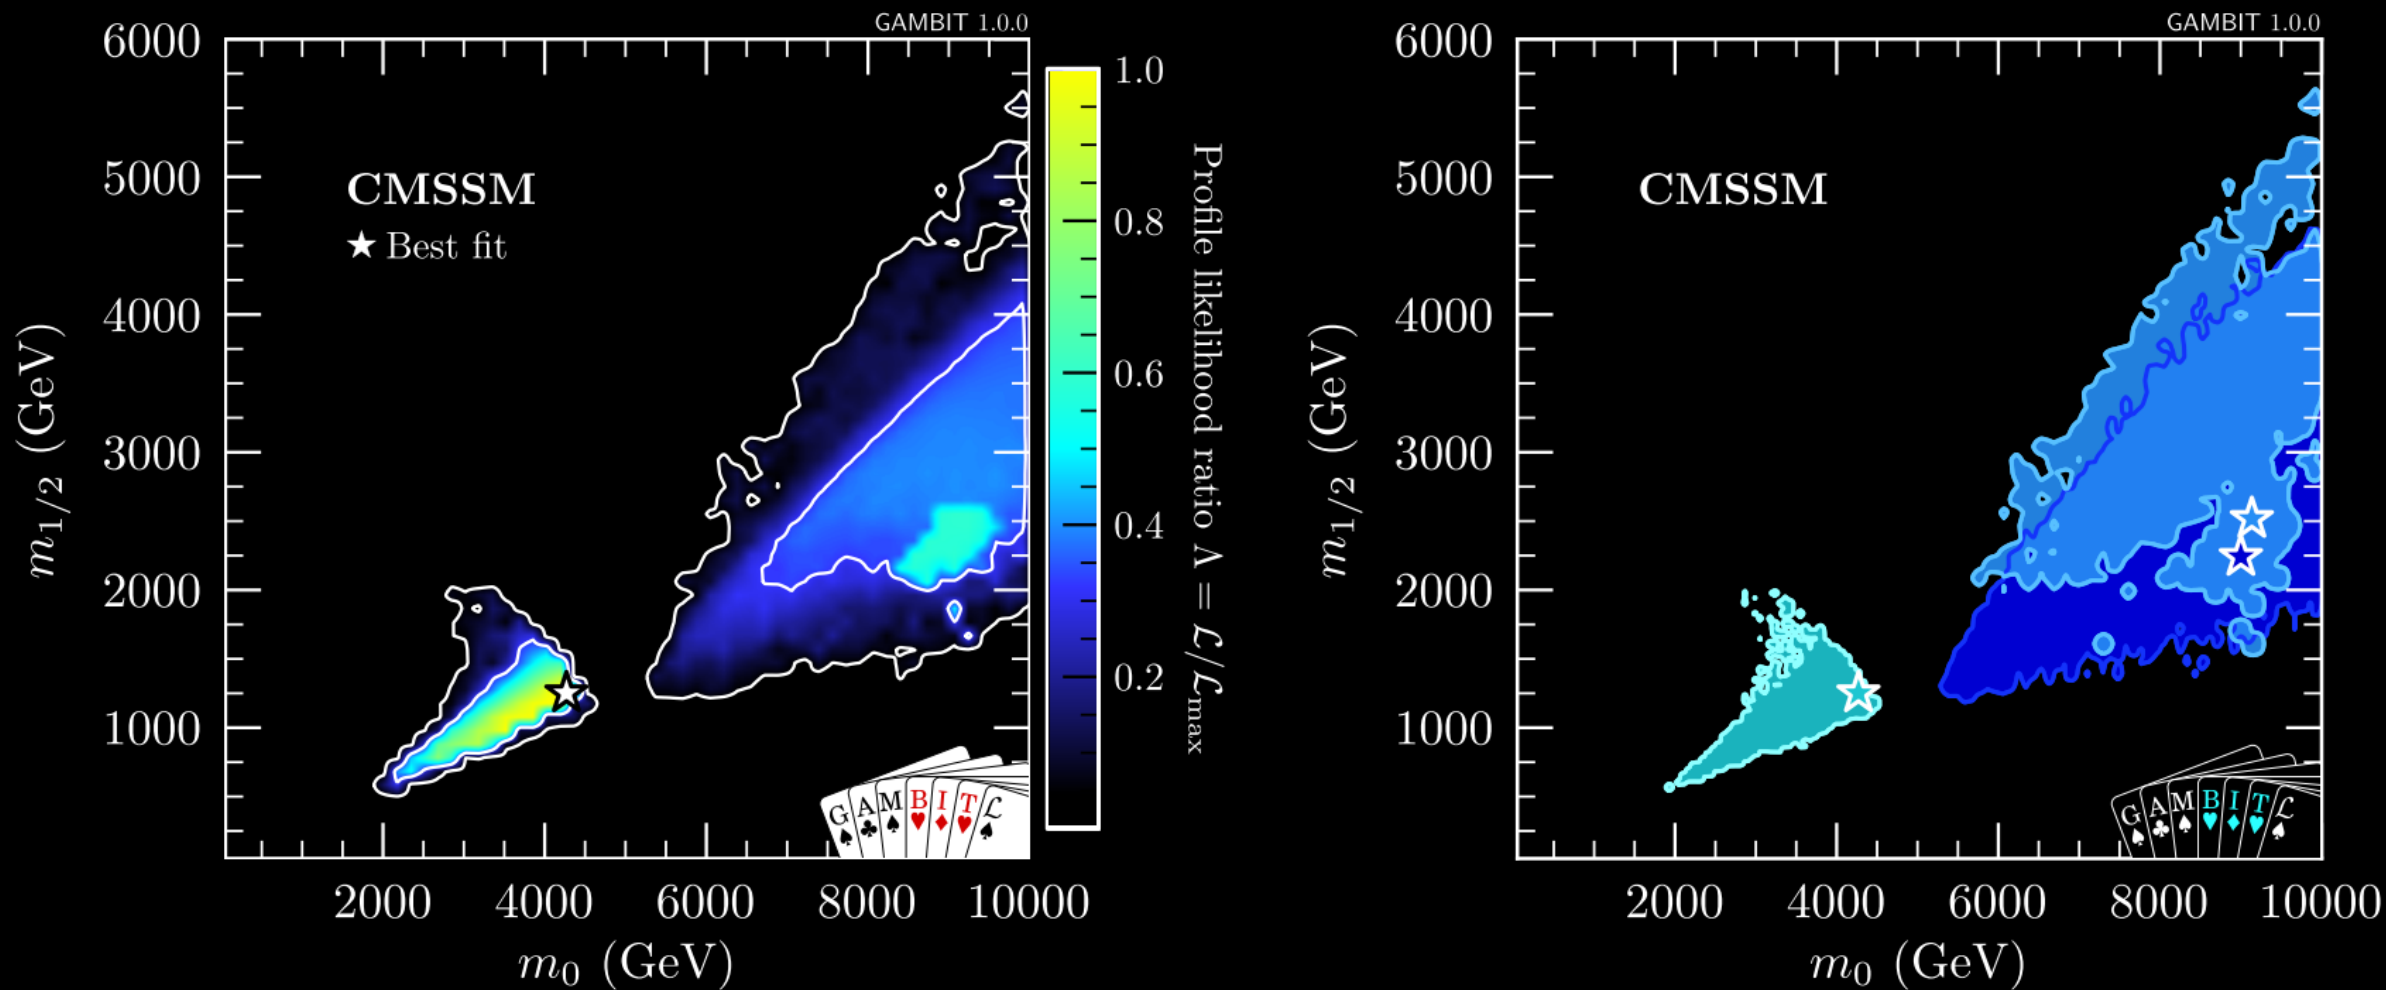 GAMBIT 1.0.0
6000
5000
4000
3000
2000
1000
m₁/₂ (GeV)
CMSSM
★ Best fit
2000 4000 6000 8000 10000
m₀ (GeV)
G A M B I T ℒ
1.0
0.8
0.6
0.4
0.2
Profile likelihood ratio Λ = ℒ/ℒmax
GAMBIT 1.0.0
6000
5000
4000
3000
2000
1000
m₁/₂ (GeV)
CMSSM
2000 4000 6000 8000 10000
m₀ (GeV)
G A M B I T ℒ